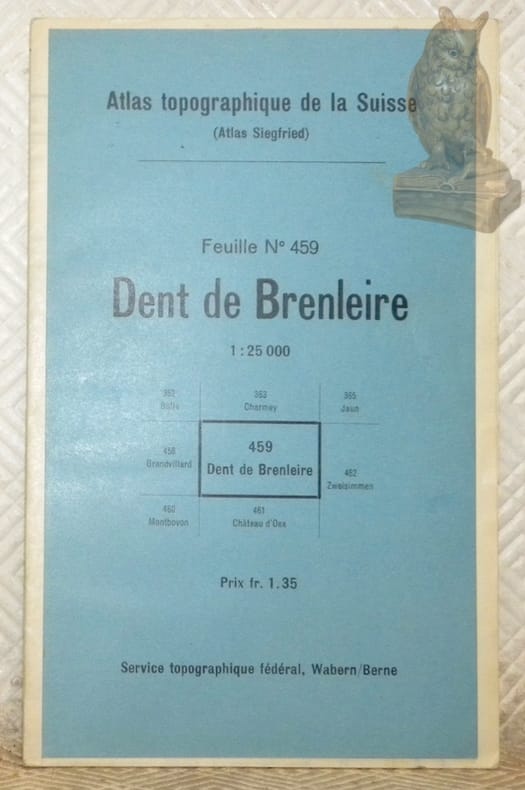 Atlas topographique de la Suisse
(Atlas Siegfried)
Feuille N° 459
Dent de Brenleire
1 : 25 000
362 363 365
Bulle Charmey Jaun
458 459
Grandvillard Dent de Brenleire 462
Zweisimmen
460 461
Montbovon Château d'Oex
Prix fr. 1.35
Service topographique fédéral, Wabern/Berne